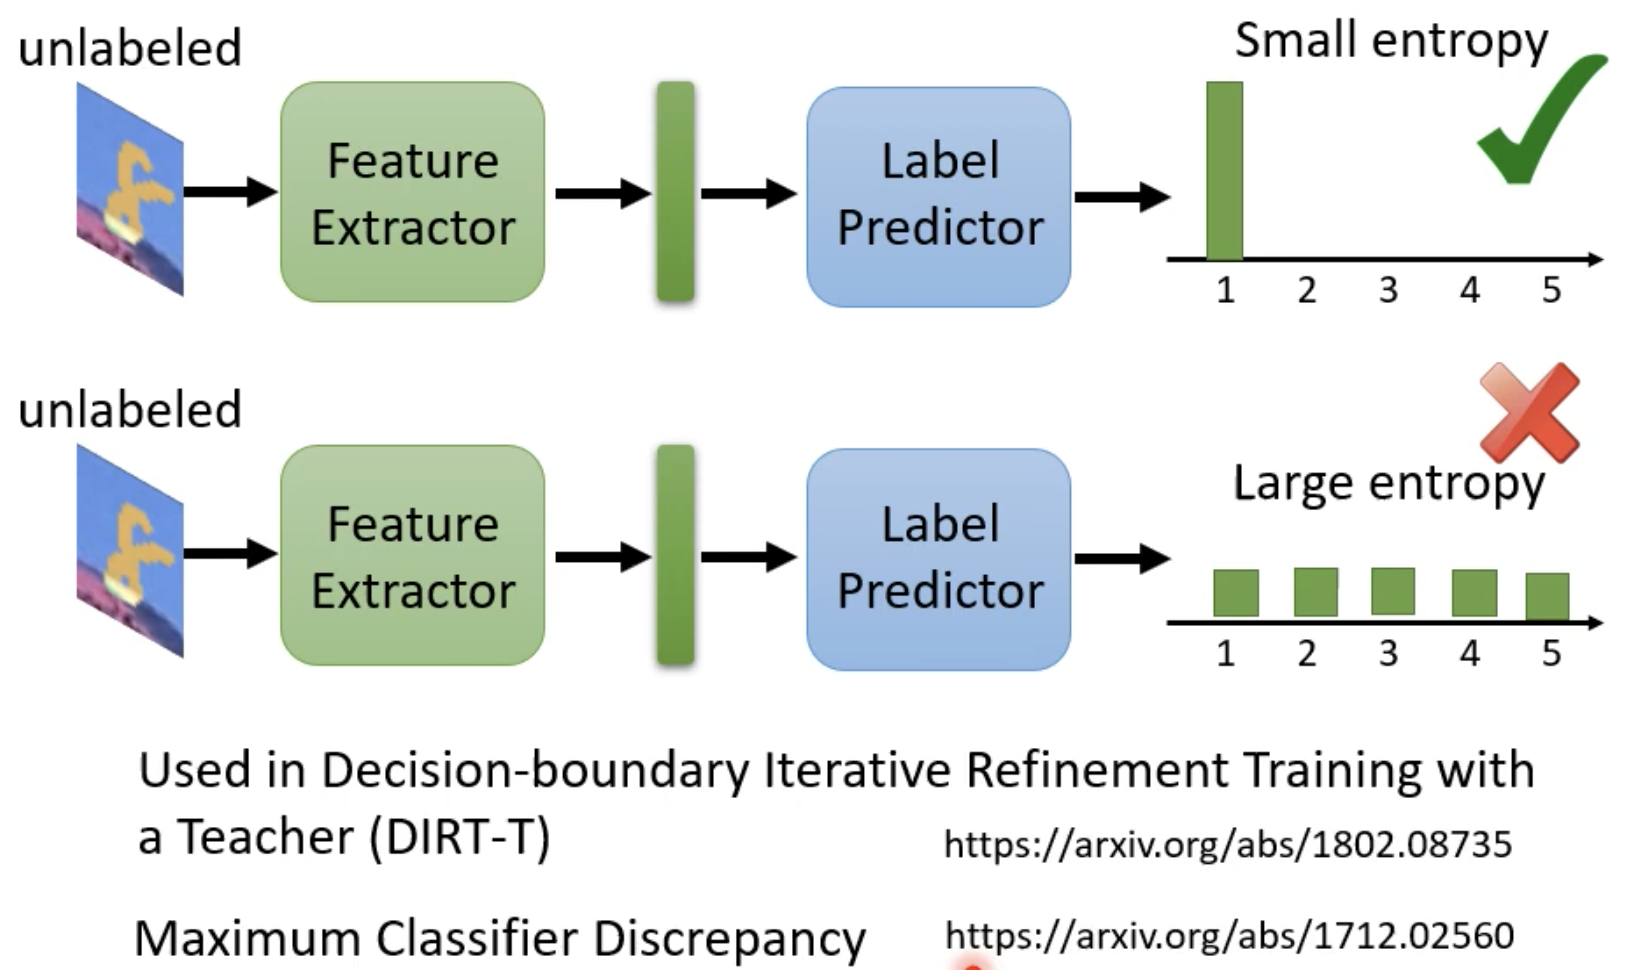 unlabeled
Feature
Extractor
Label
Predictor
Small entropy
1 2 3 4 5
unlabeled
Feature
Extractor
Label
Predictor
Large entropy
1 2 3 4 5
Used in Decision-boundary Iterative Refinement Training with
a Teacher (DIRT-T)
https://arxiv.org/abs/1802.08735
Maximum Classifier Discrepancy
https://arxiv.org/abs/1712.02560